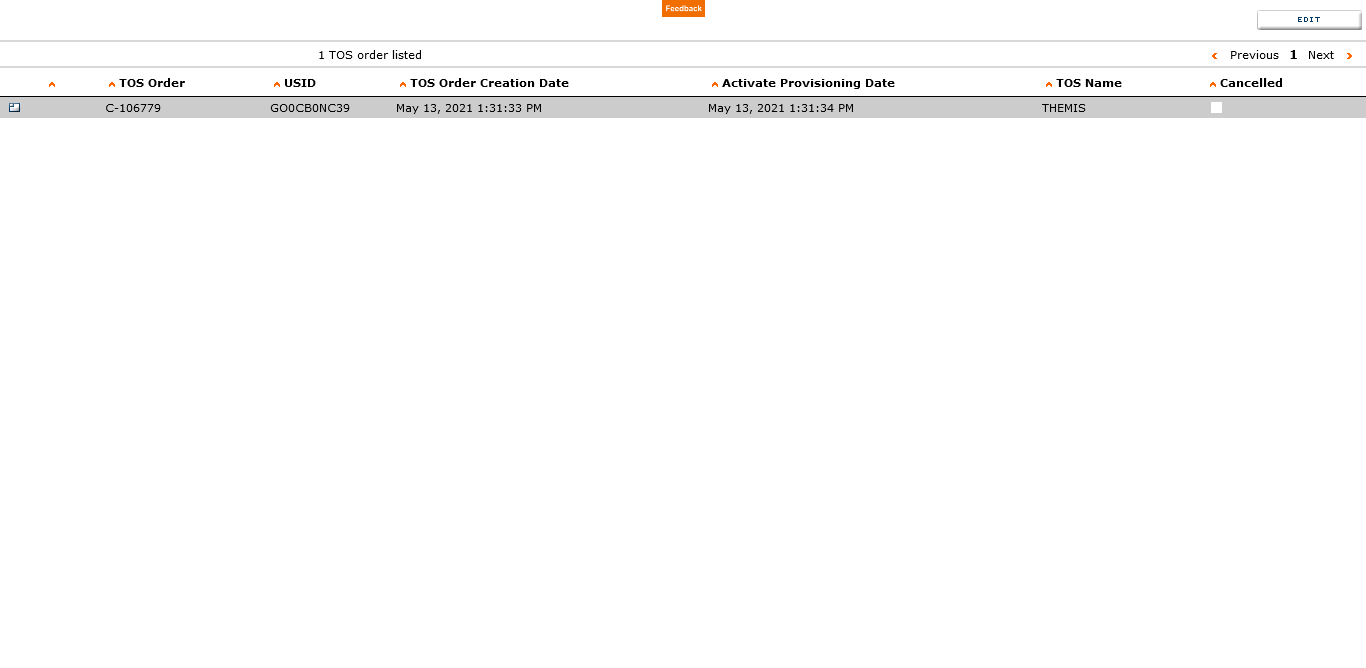 Feedback
EDIT
1 TOS order listed Previous 1 Next
TOS Order USID TOS Order Creation Date Activate Provisioning Date TOS Name Cancelled
C-106779 GO0CB0NC39 May 13, 2021 1:31:33 PM May 13, 2021 1:31:34 PM THEMIS